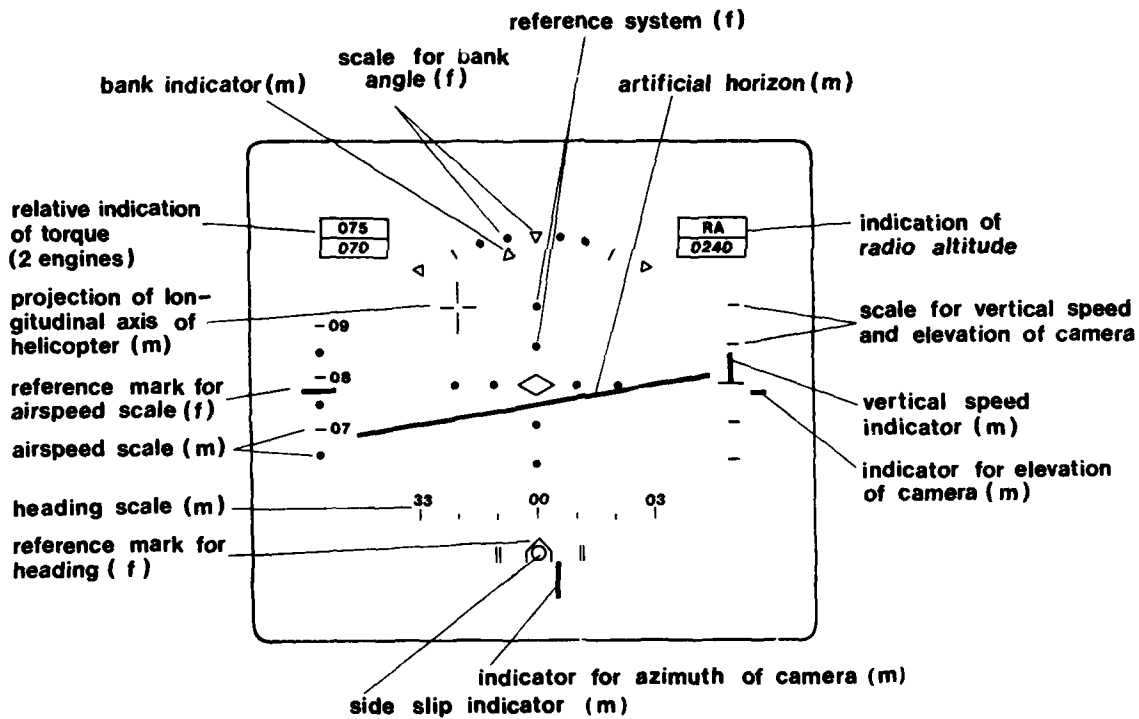 reference system (f)
scale for bank
angle (f)
bank indicator (m)
artificial horizon (m)
relative indication
of torque
(2 engines)
075
070
RA
0240
indication of
radio altitude
projection of lon-
gitudinal axis of
helicopter (m)
09
scale for vertical speed
and elevation of camera
reference mark for
airspeed scale (f)
08
vertical speed
indicator (m)
airspeed scale (m)
07
indicator for elevation
of camera (m)
heading scale (m)
33
00
03
reference mark for
heading ( f )
indicator for azimuth of camera (m)
side slip indicator (m)